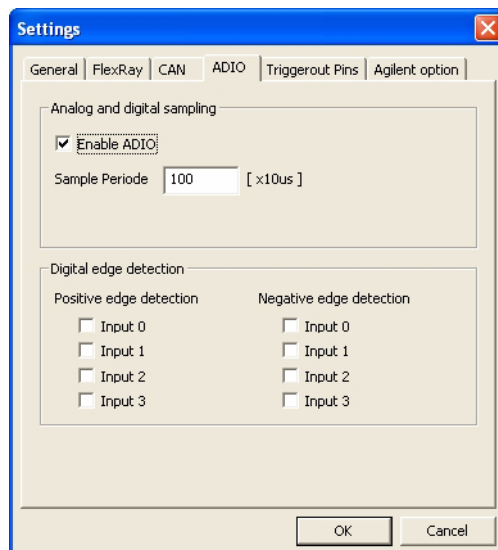 Settings
General FlexRay CAN ADIO Triggerout Pins Agilent option
Analog and digital sampling
Enable ADIO
Sample Periode 100 [ x10us ]
Digital edge detection
Positive edge detection Negative edge detection
Input 0 Input 0
Input 1 Input 1
Input 2 Input 2
Input 3 Input 3
OK Cancel